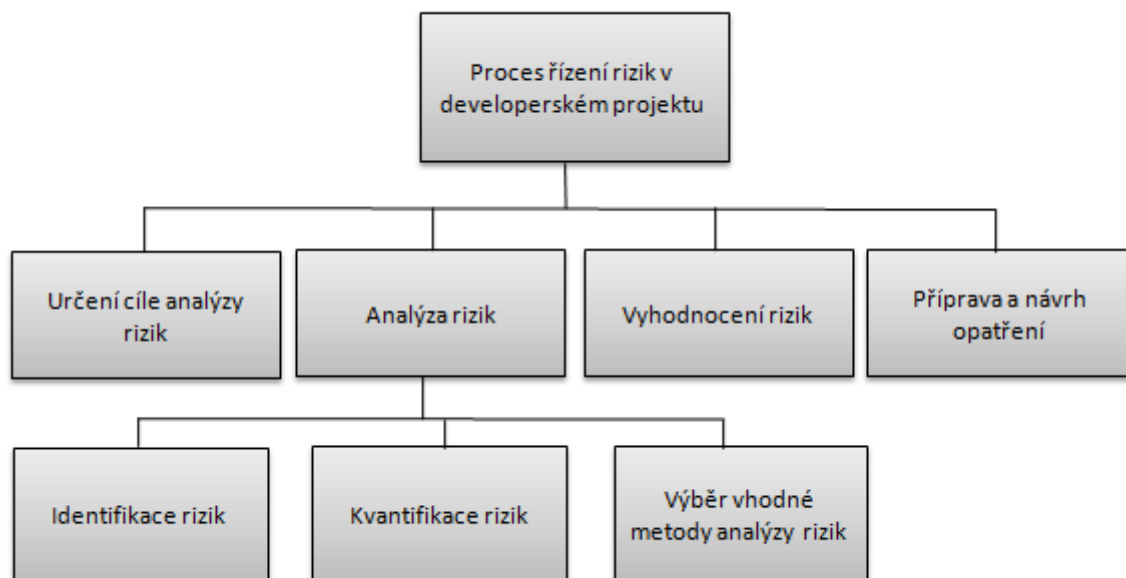 Proces řízení rizik v
developerském projektu
Určení cíle analýzy
rizik
Analýza rizik
Vyhodnocení rizik
Příprava a návrh
opatření
Identifikace rizik
Kvantifikace rizik
Výběr vhodné
metody analýzy rizik